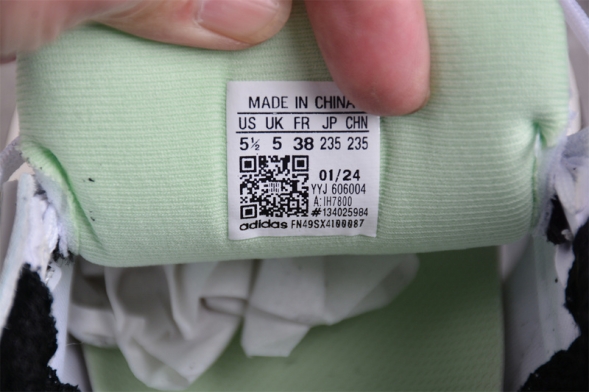 MADE IN CHINA
US UK FR JP CHN
5½ 5 38 235 235
01/24
YYJ 606004
A:IH7800
#134025984
adidas FN49SX4I00087